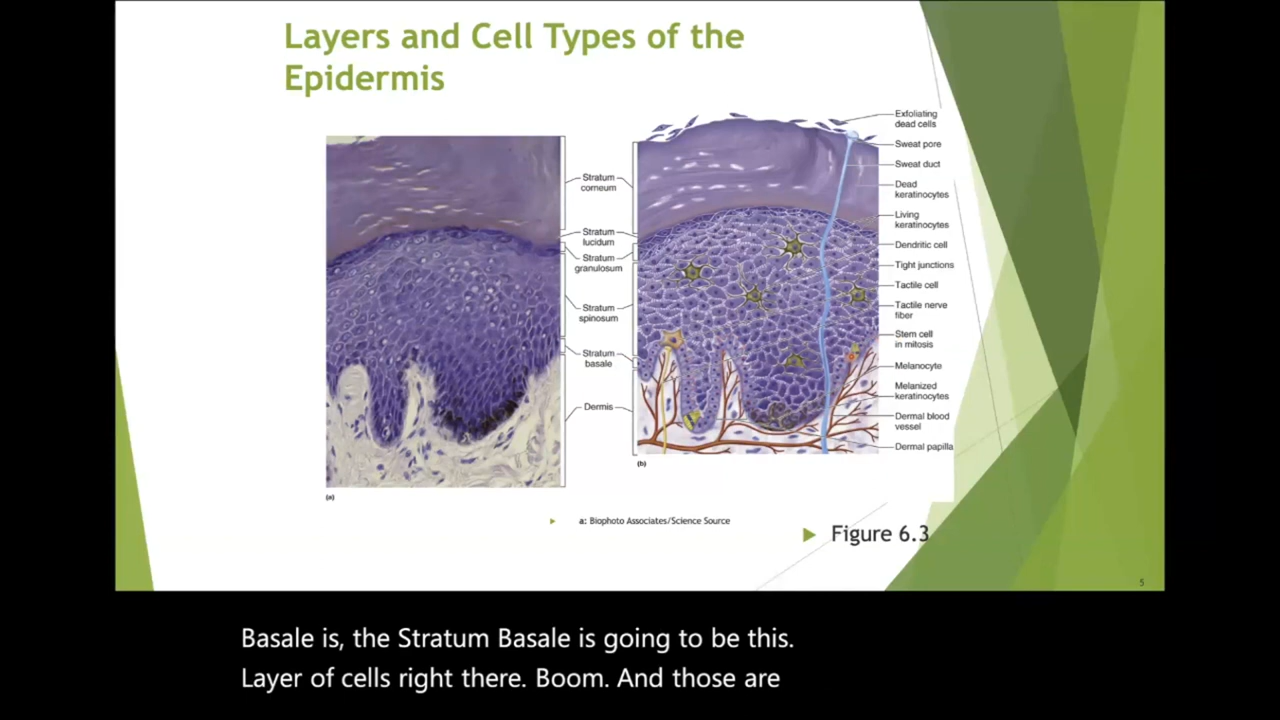 Layers and Cell Types of the
Epidermis
Stratum
corneum
Stratum
lucidum
Stratum
granulosum
Stratum
spinosum
Stratum
basale
Dermis
(a)
Exfoliating
dead cells
Sweat pore
Sweat duct
Dead
keratinocytes
Living
keratinocytes
Dendritic cell
Tight junctions
Tactile cell
Tactile nerve
fiber
Stem cell
in mitosis
Melanocyte
Melanized
keratinocytes
Dermal blood
vessel
Dermal papilla
(b)
a: Biophoto Associates/Science Source
Figure 6.3
5
Basale is, the Stratum Basale is going to be this.
Layer of cells right there. Boom. And those are